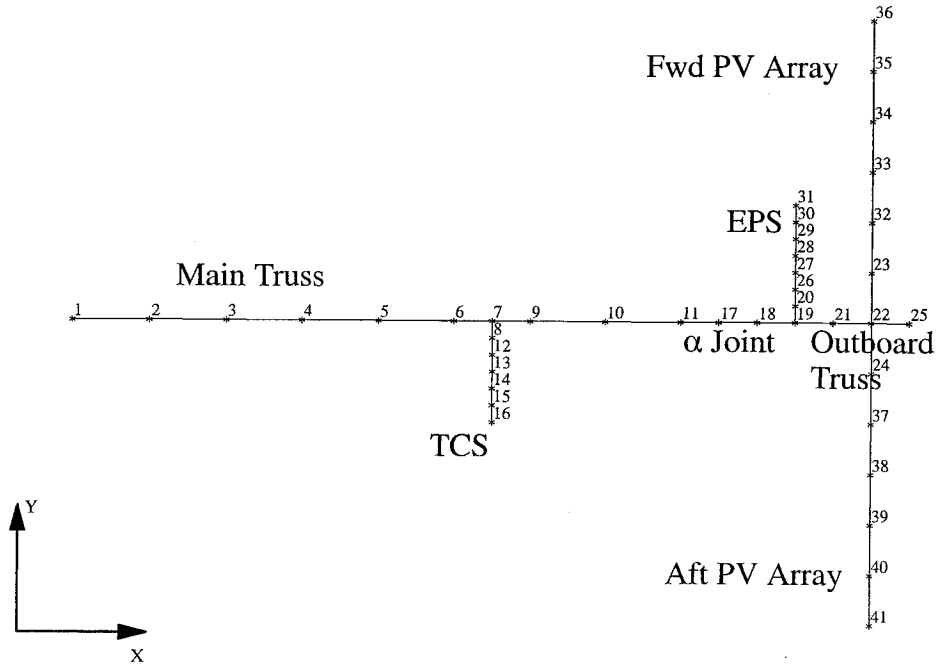 36
Fwd PV Array
35
34
33
31
EPS
30
32
29
28
27
23
26
20
Main Truss
1 2 3 4 5 6 7 9 10 11 17 18 19 21 22 25
8
α Joint
Outboard
12
24
Truss
13
14
15
16
37
TCS
38
Y
39
Aft PV Array
40
41
X